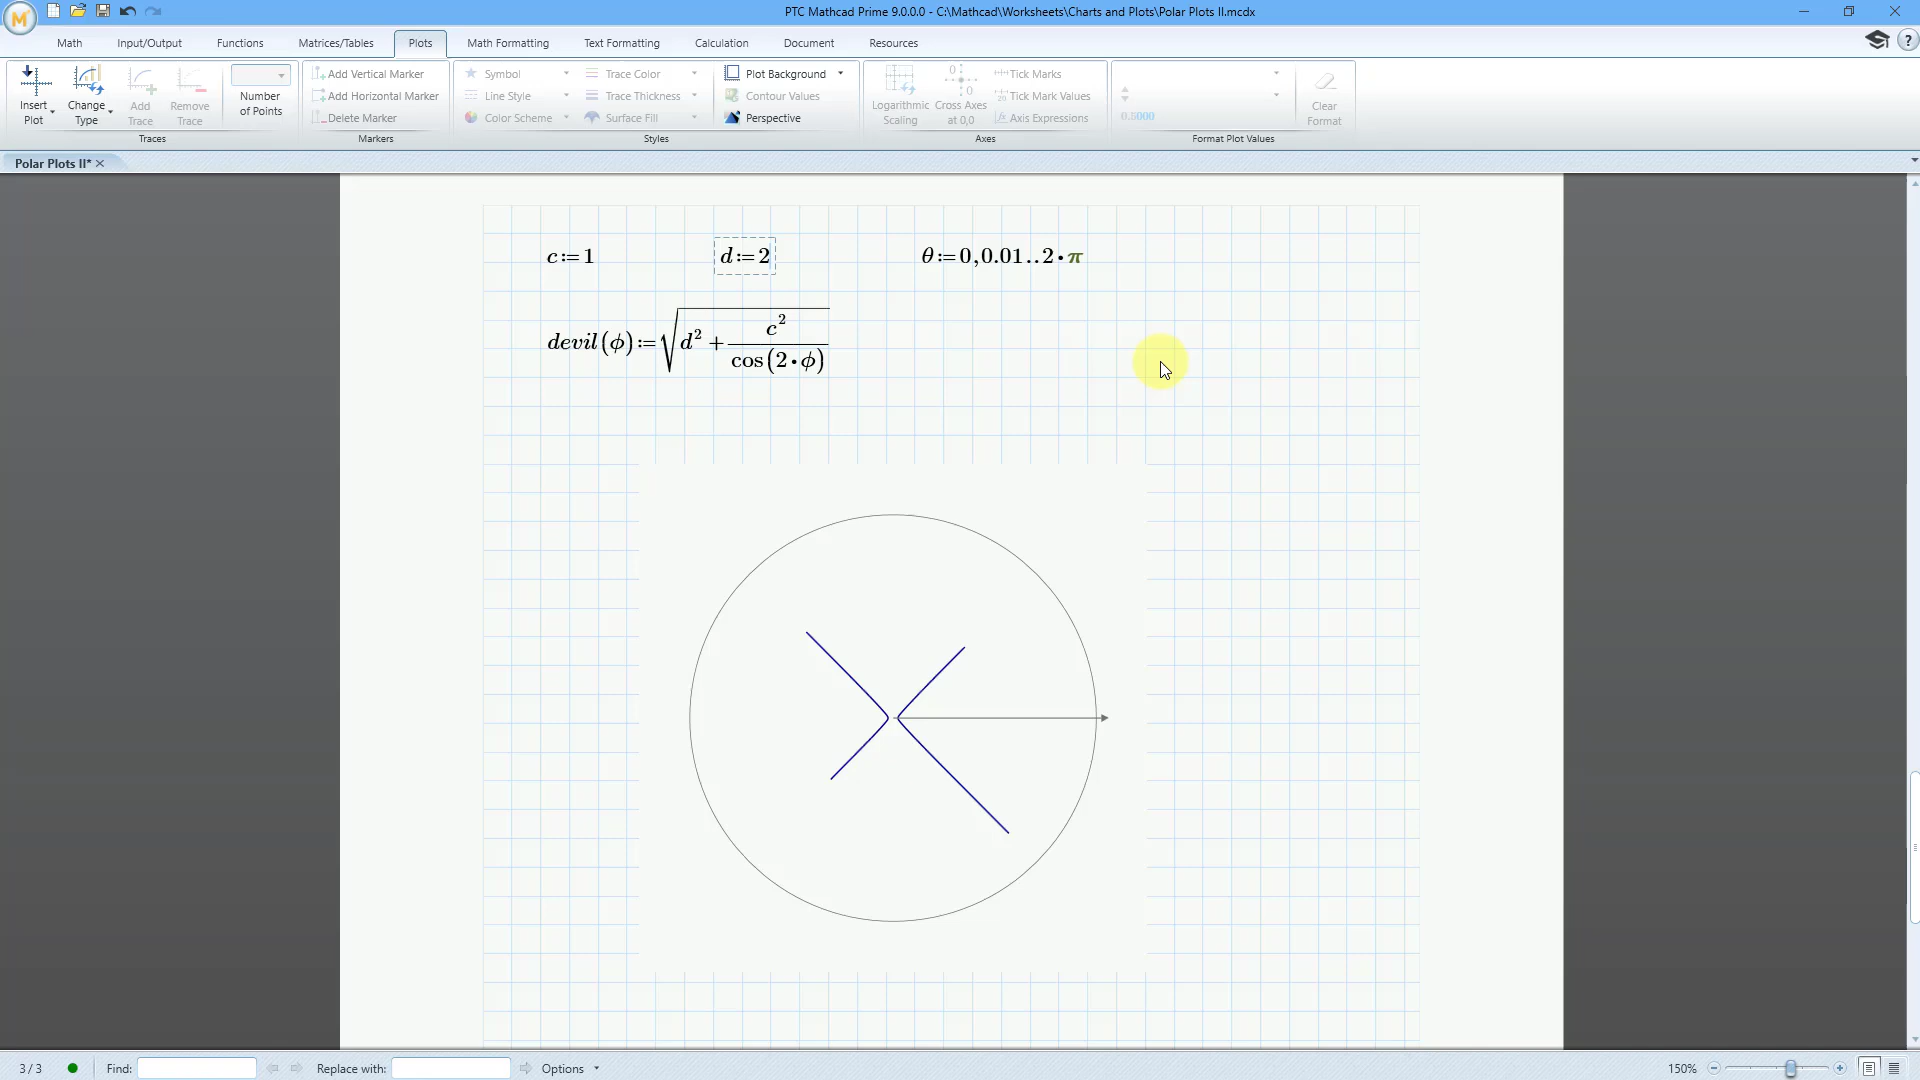 PTC Mathcad Prime 9.0.0.0 - C:\Mathcad\Worksheets\Charts and Plots\Polar Plots II.mcdx
Math Input/Output Functions Matrices/Tables Plots Math Formatting Text Formatting Calculation Document Resources
Insert Plot
Change Type
Add Trace
Remove Trace
Traces
Number of Points
Add Vertical Marker
Add Horizontal Marker
Delete Marker
Markers
Symbol
Line Style
Color Scheme
Trace Color
Trace Thickness
Surface Fill
Styles
Plot Background
Contour Values
Perspective
Logarithmic Scaling
Cross Axes at 0,0
Tick Marks
Tick Mark Values
Axis Expressions
Axes
0.5000
Format Plot Values
Clear Format
Polar Plots II*
c:=1 d:=2 θ:=0,0.01..2·π
devil(φ):=√(d²+c²/cos(2·φ))
3 / 3 Find: Replace with: Options 150%